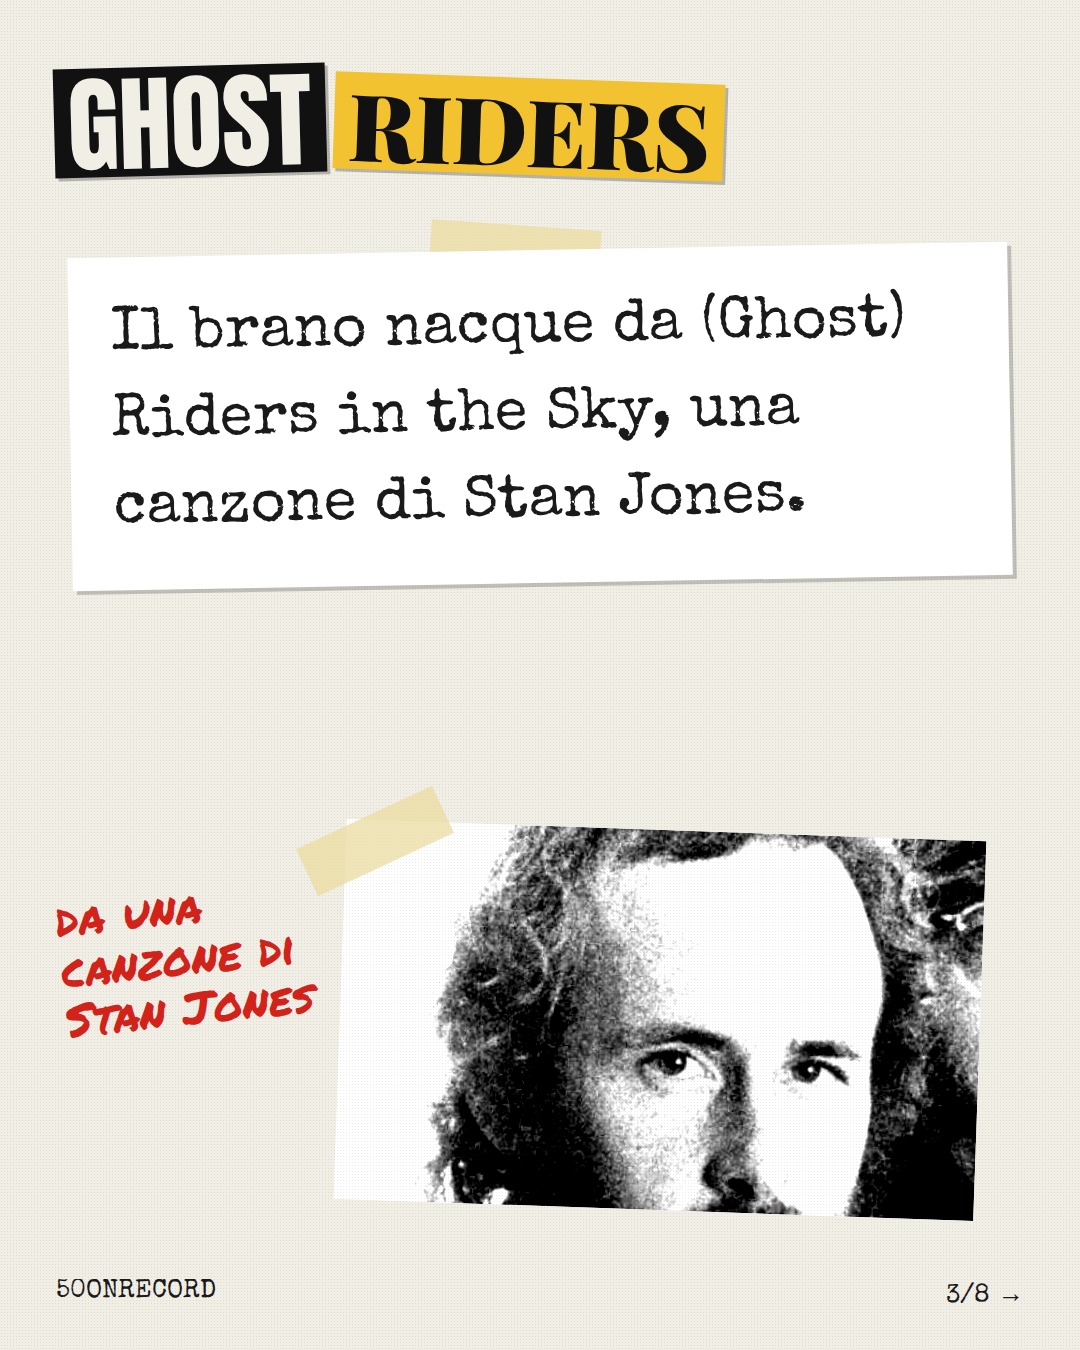 GHOST RIDERS
Il brano nacque da (Ghost)
Riders in the Sky, una
canzone di Stan Jones.
DA UNA
CANZONE DI
STAN JONES
50ONRECORD
3/8 →